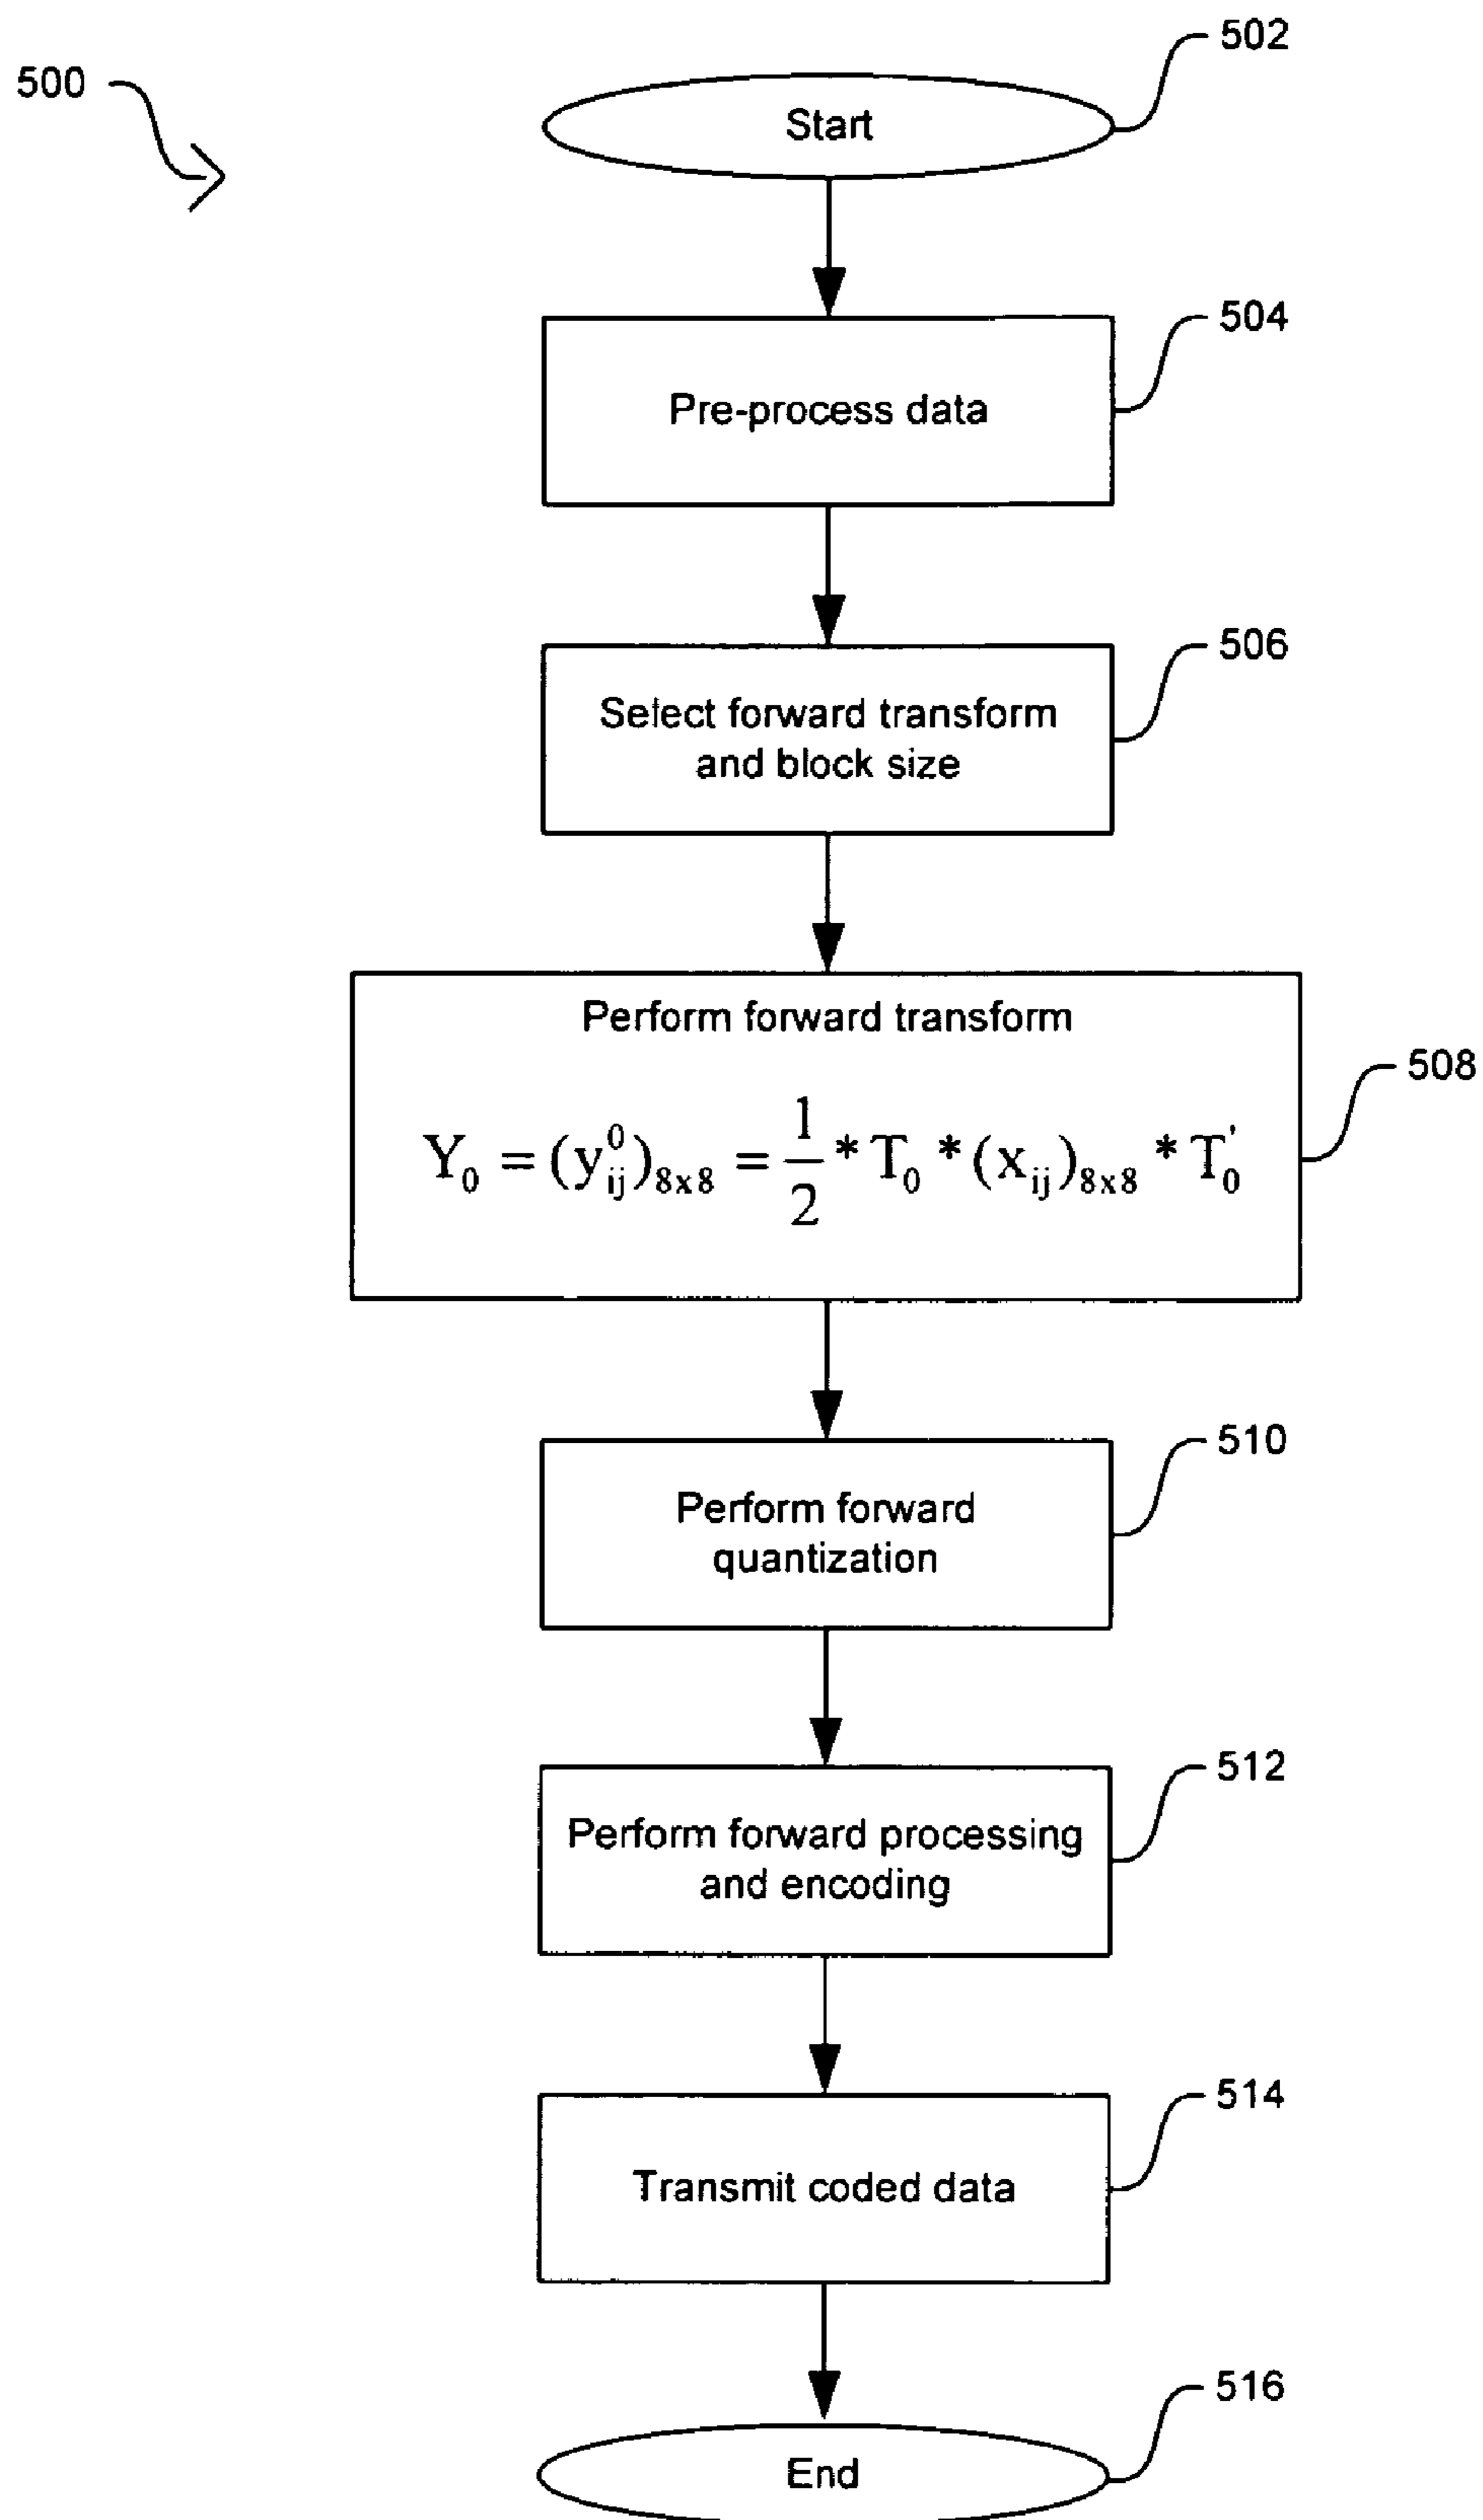 502
500
Start
504
Pre-process data
506
Select forward transform
and block size
Perform forward transform
508
Y₀ = (y⁰ᵢⱼ)₈ₓ₈ = 1/2 * T₀ * (xᵢⱼ)₈ₓ₈ * T₀'
510
Perform forward
quantization
512
Perform forward processing
and encoding
514
Transmit coded data
516
End